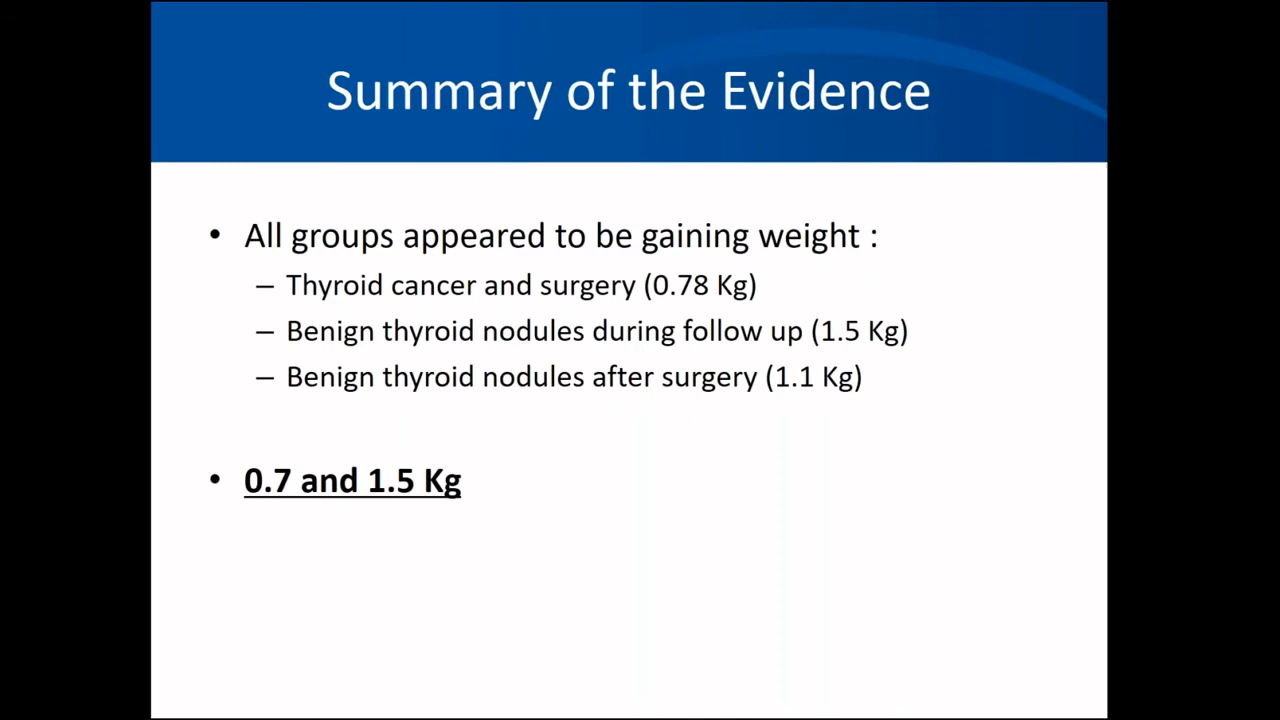 Summary of the Evidence
• All groups appeared to be gaining weight :
– Thyroid cancer and surgery (0.78 Kg)
– Benign thyroid nodules during follow up (1.5 Kg)
– Benign thyroid nodules after surgery (1.1 Kg)
• 0.7 and 1.5 Kg